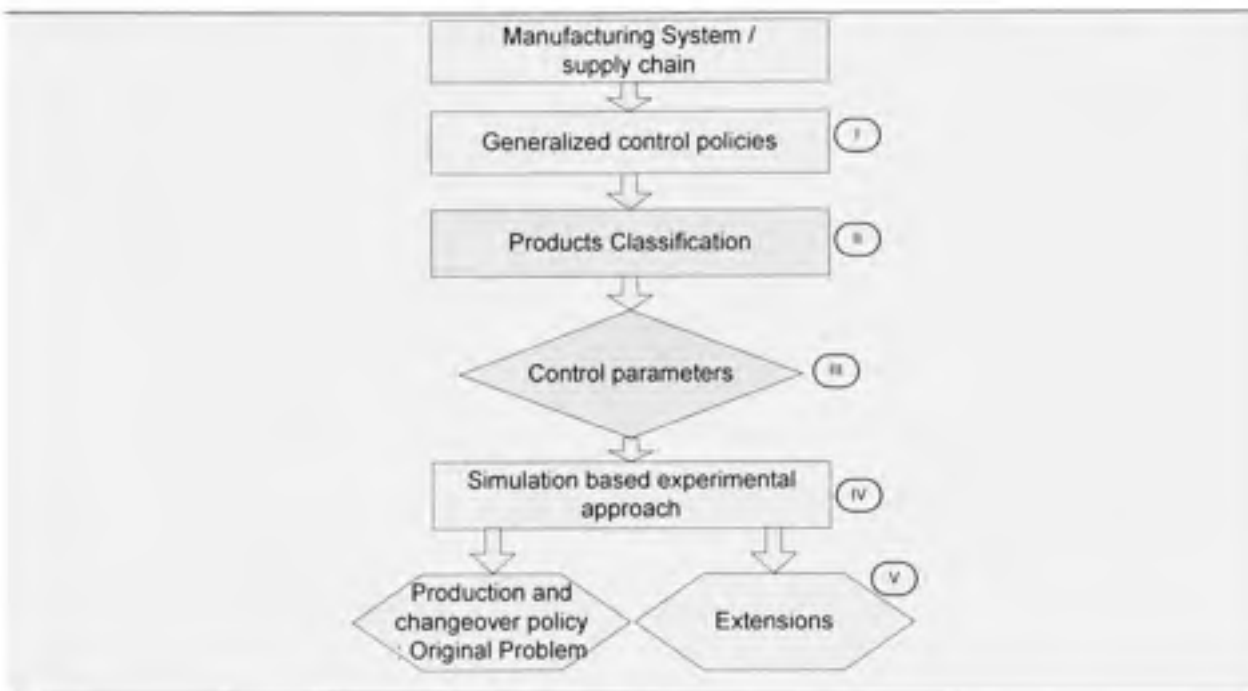 Manufacturing System /
supply chain
Generalized control policies
I
Products Classification
II
Control parameters
III
Simulation based experimental
approach
IV
Production and
changeover policy
: Original Problem
V
Extensions